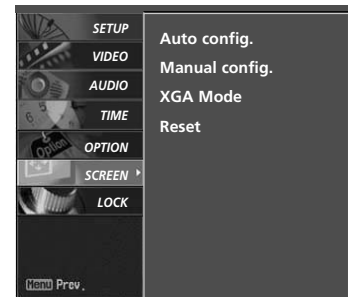 SETUP
VIDEO
AUDIO
TIME
OPTION
SCREEN
LOCK
Menu Prev.
Auto config.
Manual config.
XGA Mode
Reset